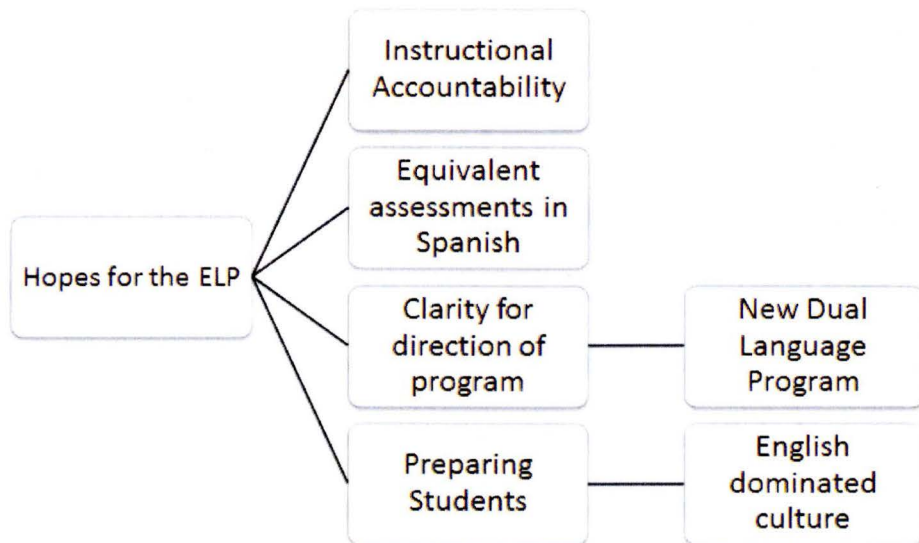 Hopes for the ELP
Instructional
Accountability
Equivalent
assessments in
Spanish
Clarity for
direction of
program
New Dual
Language
Program
Preparing
Students
English
dominated
culture